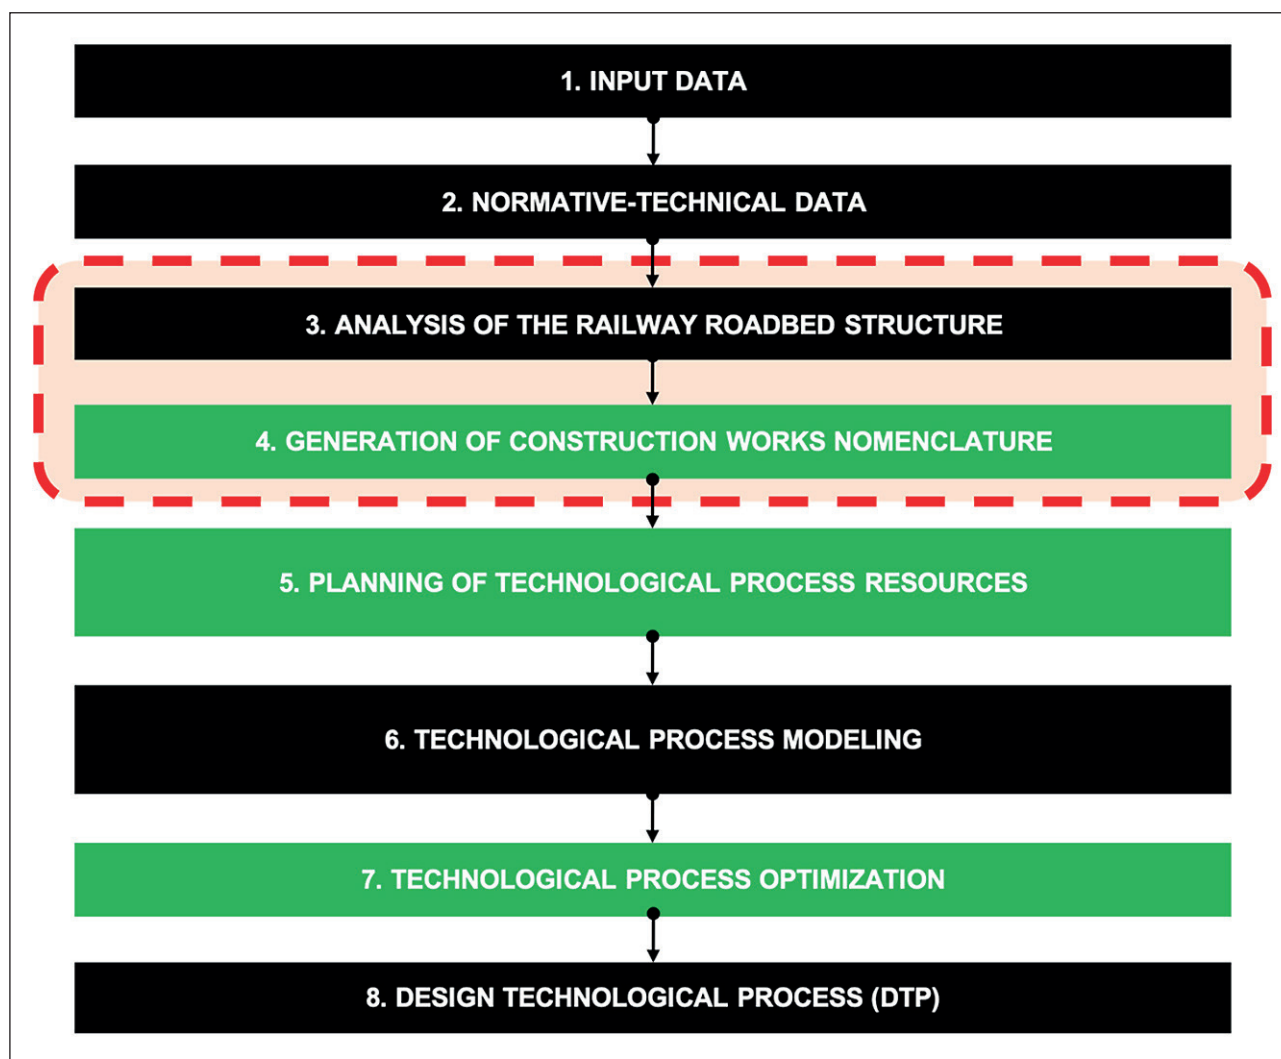 1. INPUT DATA
2. NORMATIVE-TECHNICAL DATA
3. ANALYSIS OF THE RAILWAY ROADBED STRUCTURE
4. GENERATION OF CONSTRUCTION WORKS NOMENCLATURE
5. PLANNING OF TECHNOLOGICAL PROCESS RESOURCES
6. TECHNOLOGICAL PROCESS MODELING
7. TECHNOLOGICAL PROCESS OPTIMIZATION
8. DESIGN TECHNOLOGICAL PROCESS (DTP)